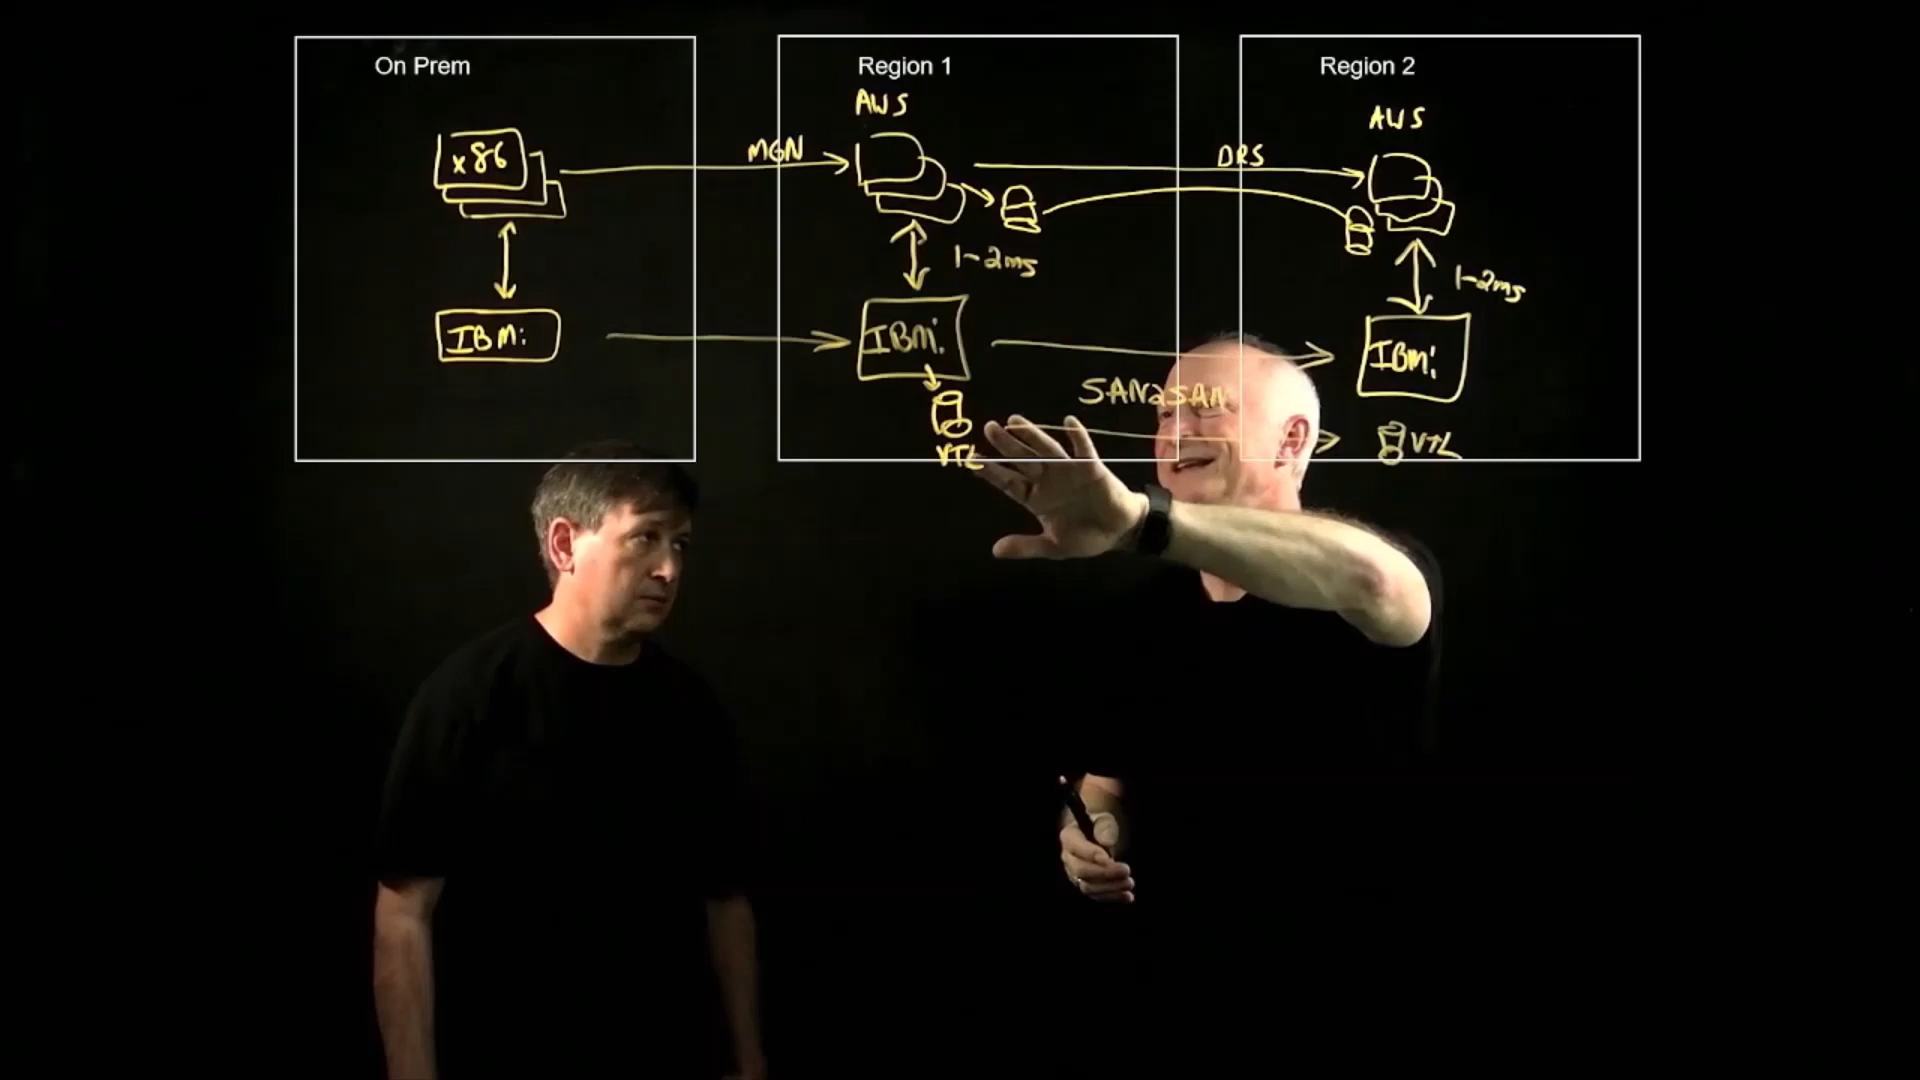 On Prem
Region 1
Region 2
AWS
AWS
x86
MGN
DRS
1-2ms
1-2ms
IBMi
IBMi
IBMi
SAN2SAN
VTL
VTL